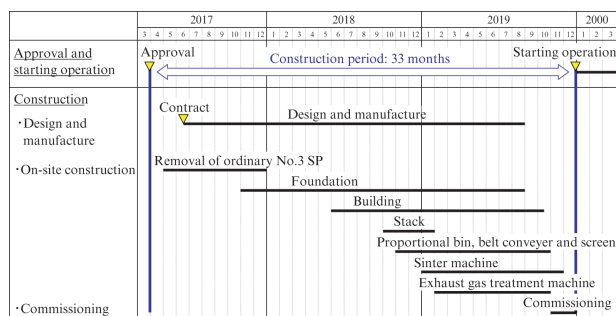 2017 2018 2019 2000
3 4 5 6 7 8 9 10 11 12 1 2 3 4 5 6 7 8 9 10 11 12 1 2 3 4 5 6 7 8 9 10 11 12 1 2 3
Approval and
starting operation
Approval
Starting operation
Construction period: 33 months
Construction
Contract
・Design and
manufacture
Design and manufacture
・On-site construction
Removal of ordinary No.3 SP
Foundation
Building
Stack
Proportional bin, belt conveyer and screen
Sinter machine
Exhaust gas treatment machine
・Commissioning
Commissioning